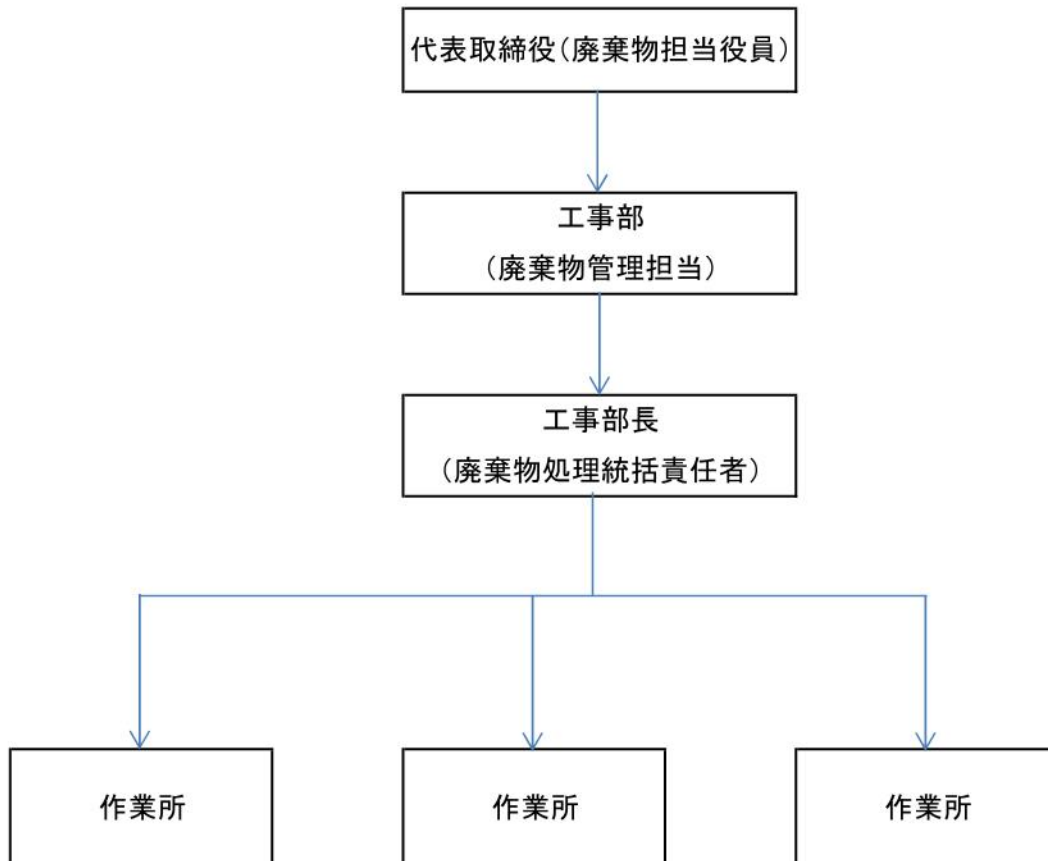 代表取締役(廃棄物担当役員)
工事部
(廃棄物管理担当)
工事部長
(廃棄物処理統括責任者)
作業所
作業所
作業所